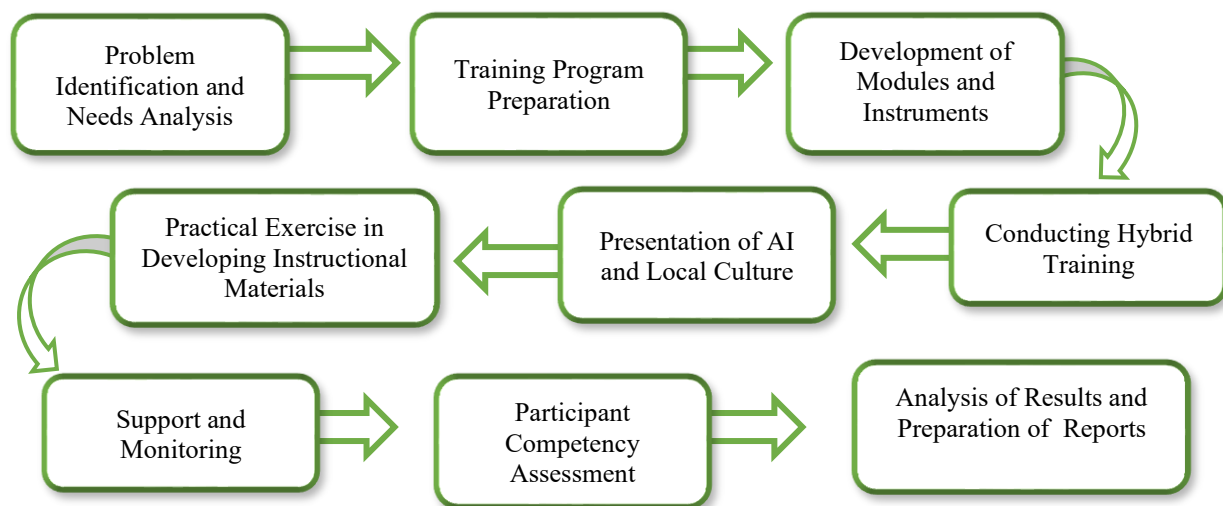 Problem
Identification and
Needs Analysis
Training Program
Preparation
Development of
Modules and
Instruments
Conducting Hybrid
Training
Presentation of AI
and Local Culture
Practical Exercise in
Developing Instructional
Materials
Support and
Monitoring
Participant
Competency
Assessment
Analysis of Results and
Preparation of Reports